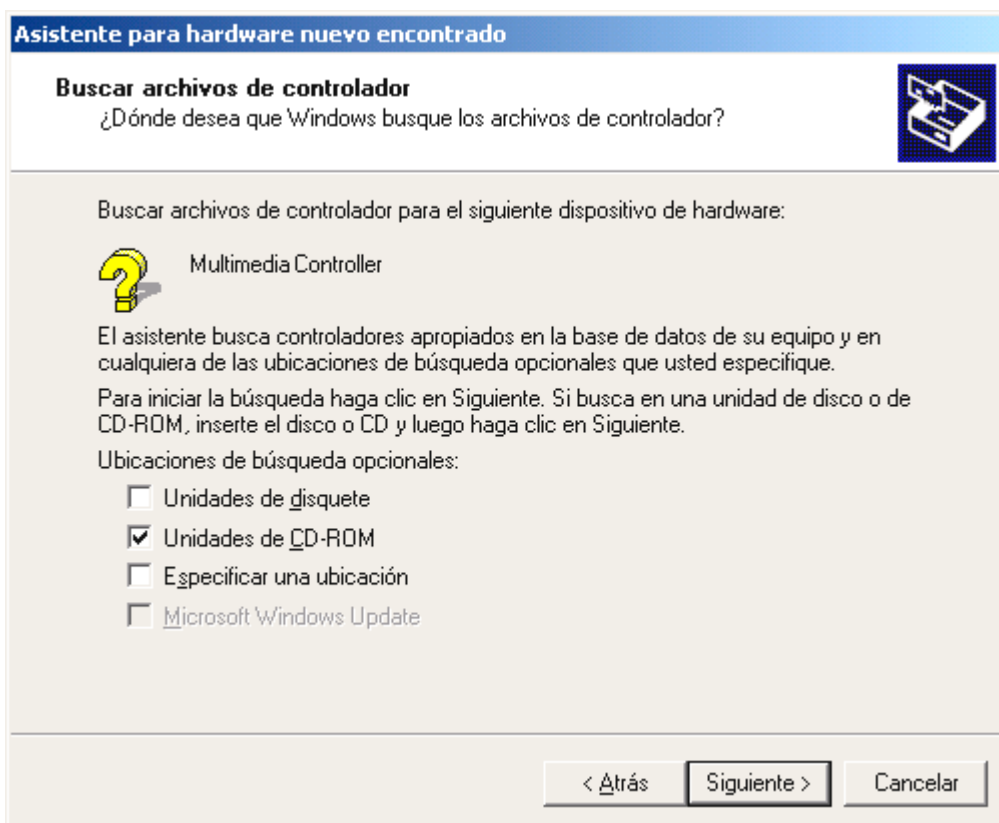 Asistente para hardware nuevo encontrado
Buscar archivos de controlador
¿Dónde desea que Windows busque los archivos de controlador?
Buscar archivos de controlador para el siguiente dispositivo de hardware:
Multimedia Controller
El asistente busca controladores apropiados en la base de datos de su equipo y en
cualquiera de las ubicaciones de búsqueda opcionales que usted especifique.
Para iniciar la búsqueda haga clic en Siguiente. Si busca en una unidad de disco o de
CD-ROM, inserte el disco o CD y luego haga clic en Siguiente.
Ubicaciones de búsqueda opcionales:
Unidades de disquete
Unidades de CD-ROM
Especificar una ubicación
Microsoft Windows Update
< Atrás Siguiente > Cancelar